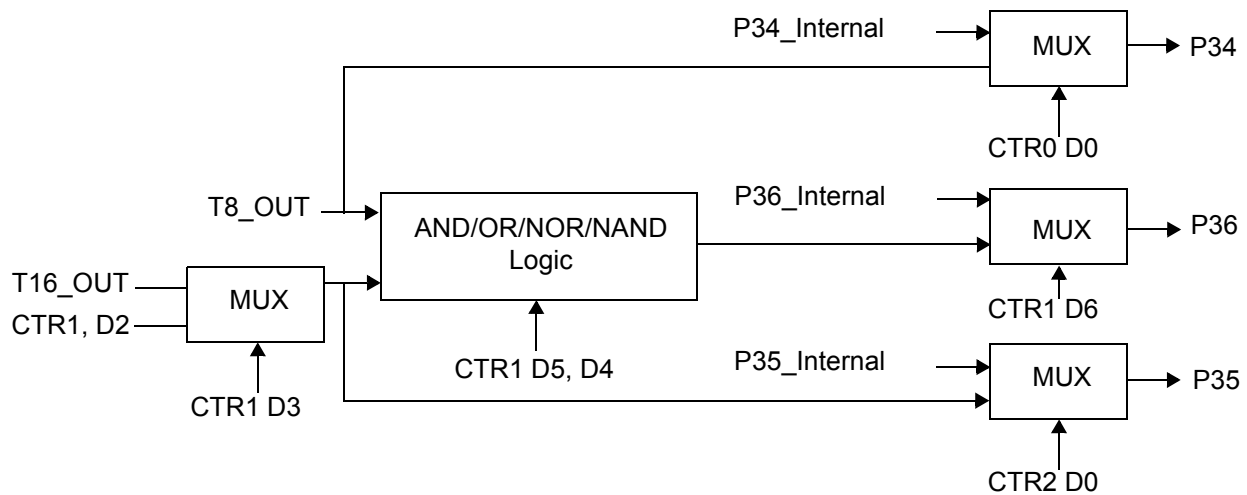 P34_Internal
MUX
P34
CTR0 D0
T8_OUT
AND/OR/NOR/NAND
Logic
P36_Internal
MUX
P36
T16_OUT
MUX
CTR1, D2
CTR1 D6
CTR1 D5, D4
P35_Internal
MUX
P35
CTR1 D3
CTR2 D0